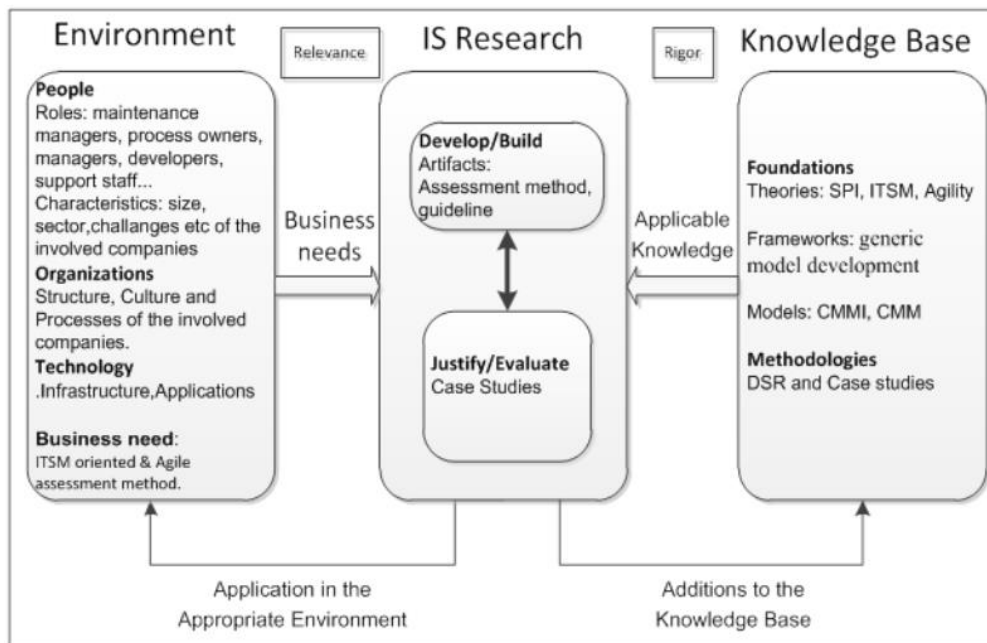 Environment
Relevance
IS Research
Rigor
Knowledge Base
People
Roles: maintenance
managers, process owners,
managers, developers,
support staff...
Characteristics: size,
sector,challanges etc of the
involved companies
Organizations
Structure, Culture and
Processes of the involved
companies.
Technology
.Infrastructure,Applications
Business need:
ITSM oriented & Agile
assessment method.
Business
needs
Develop/Build
Artifacts:
Assessment method,
guideline
Justify/Evaluate
Case Studies
Applicable
Knowledge
Foundations
Theories: SPI, ITSM, Agility
Frameworks: generic
model development
Models: CMMI, CMM
Methodologies
DSR and Case studies
Application in the
Appropriate Environment
Additions to the
Knowledge Base